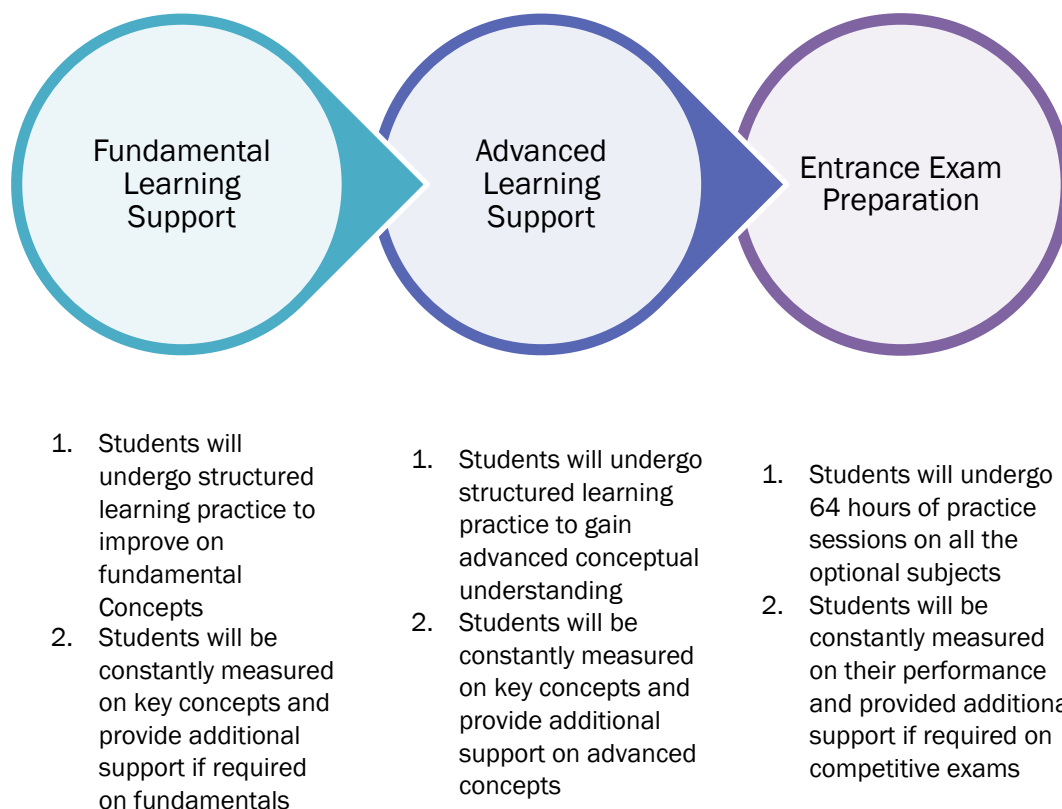 Fundamental
Learning
Support
Advanced
Learning
Support
Entrance Exam
Preparation
1. Students will
undergo structured
learning practice to
improve on
fundamental
Concepts
2. Students will be
constantly measured
on key concepts and
provide additional
support if required
on fundamentals
1. Students will undergo
structured learning
practice to gain
advanced conceptual
understanding
2. Students will be
constantly measured
on key concepts and
provide additional
support on advanced
concepts
1. Students will undergo
64 hours of practice
sessions on all the
optional subjects
2. Students will be
constantly measured
on their performance
and provided additiona
support if required on
competitive exams